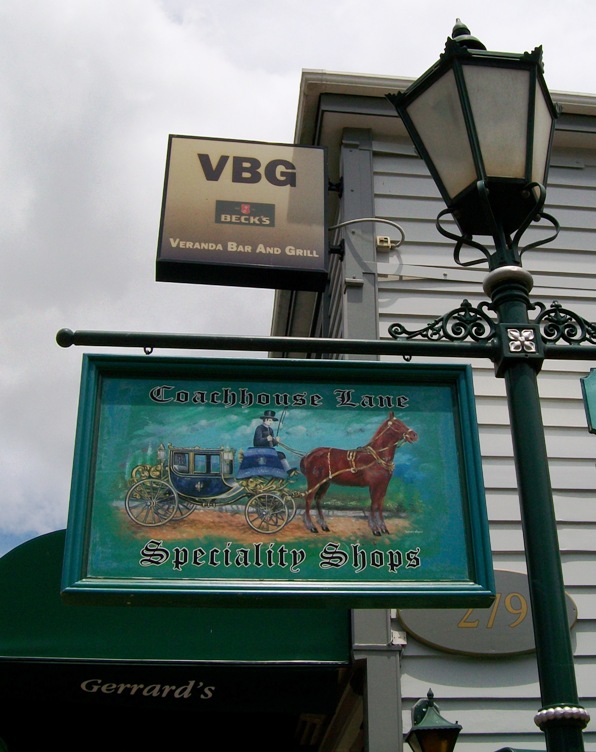 VBG
BECK'S
VERANDA BAR AND GRILL
Coachhouse Lane
Speciality Shops
279
Gerrard's